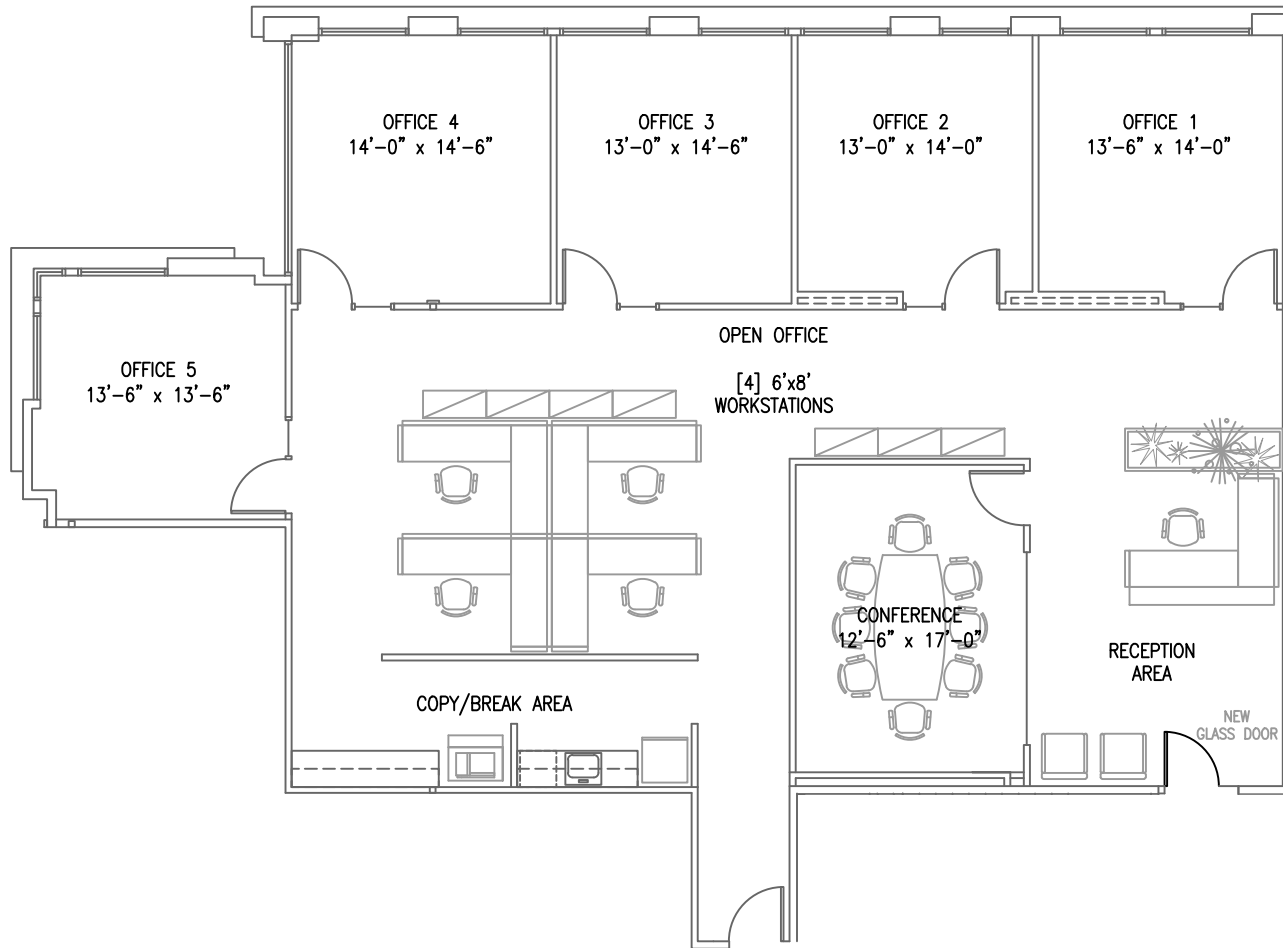 OFFICE 4
14'-0" x 14'-6"
OFFICE 3
13'-0" x 14'-6"
OFFICE 2
13'-0" x 14'-0"
OFFICE 1
13'-6" x 14'-0"
OFFICE 5
13'-6" x 13'-6"
OPEN OFFICE
[4] 6'x8'
WORKSTATIONS
CONFERENCE
12'-6" x 17'-0"
RECEPTION
AREA
COPY/BREAK AREA
NEW
GLASS DOOR